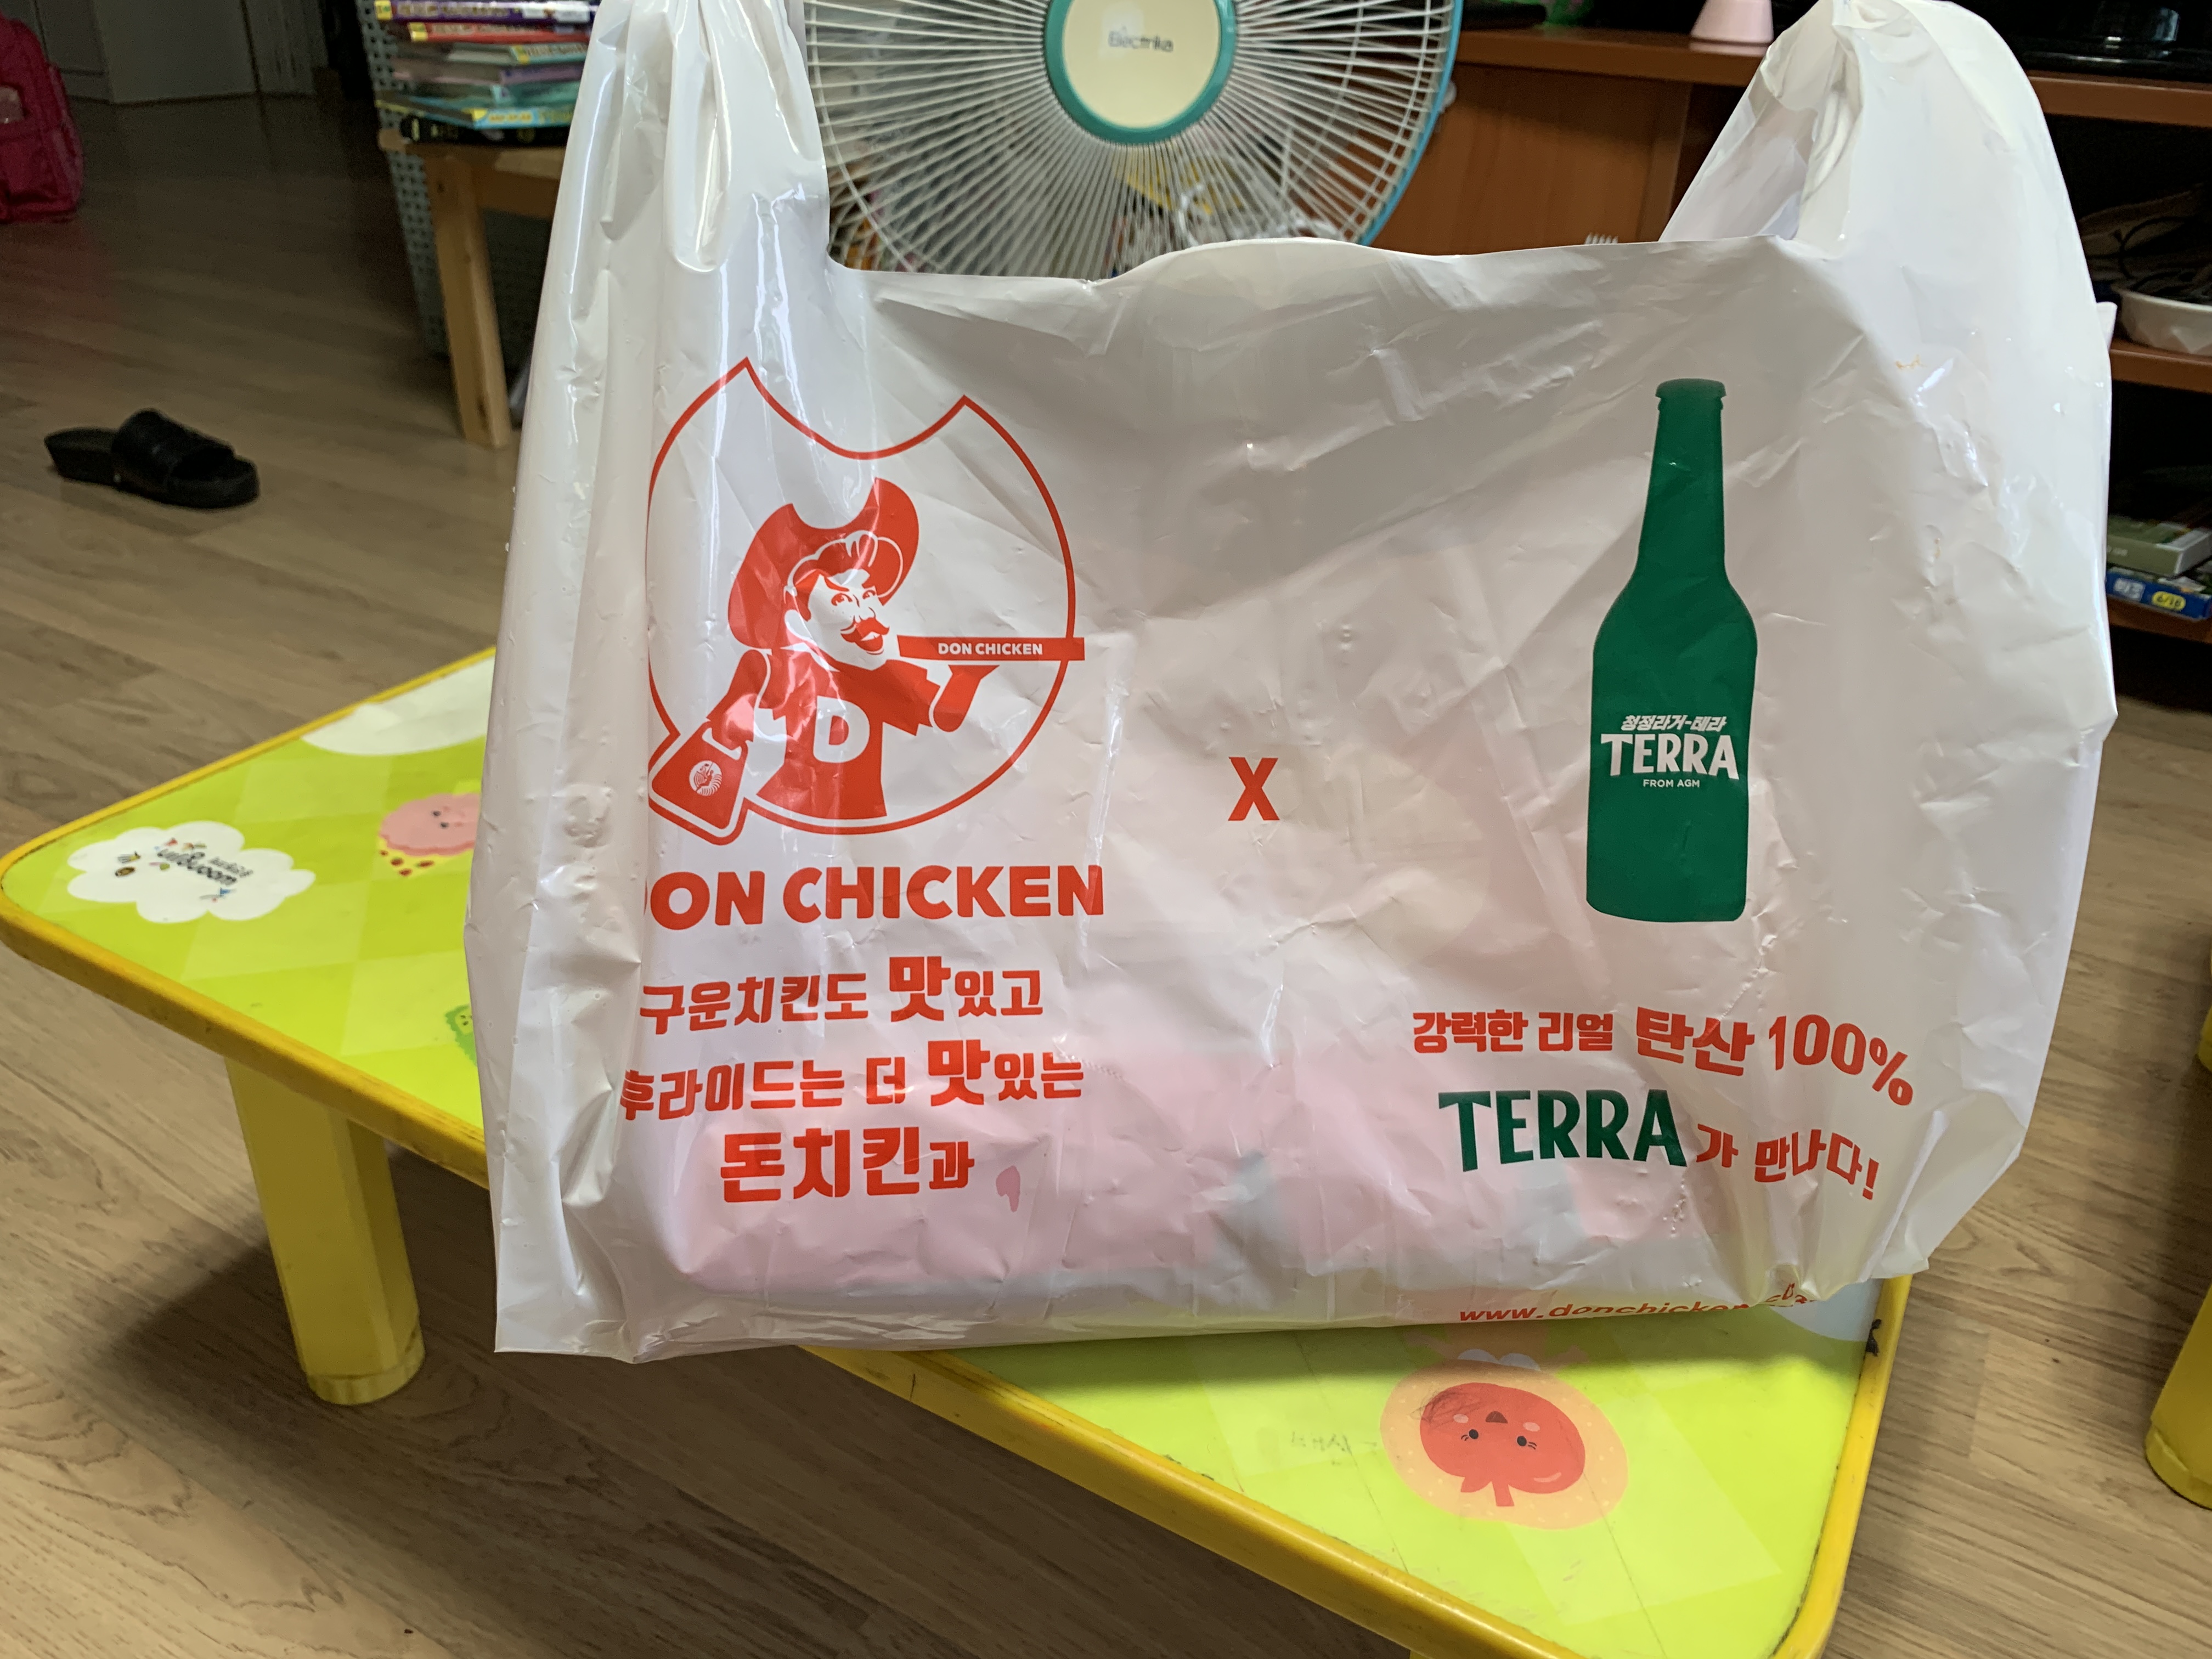 Electrika
DON CHICKEN
D
DON CHICKEN
구운치킨도 맛있고
후라이드는 더 맛있는
돈치킨과
X
청정라거-테라
TERRA
FROM AGM
강력한 리얼 탄산 100%
TERRA가 만나다!